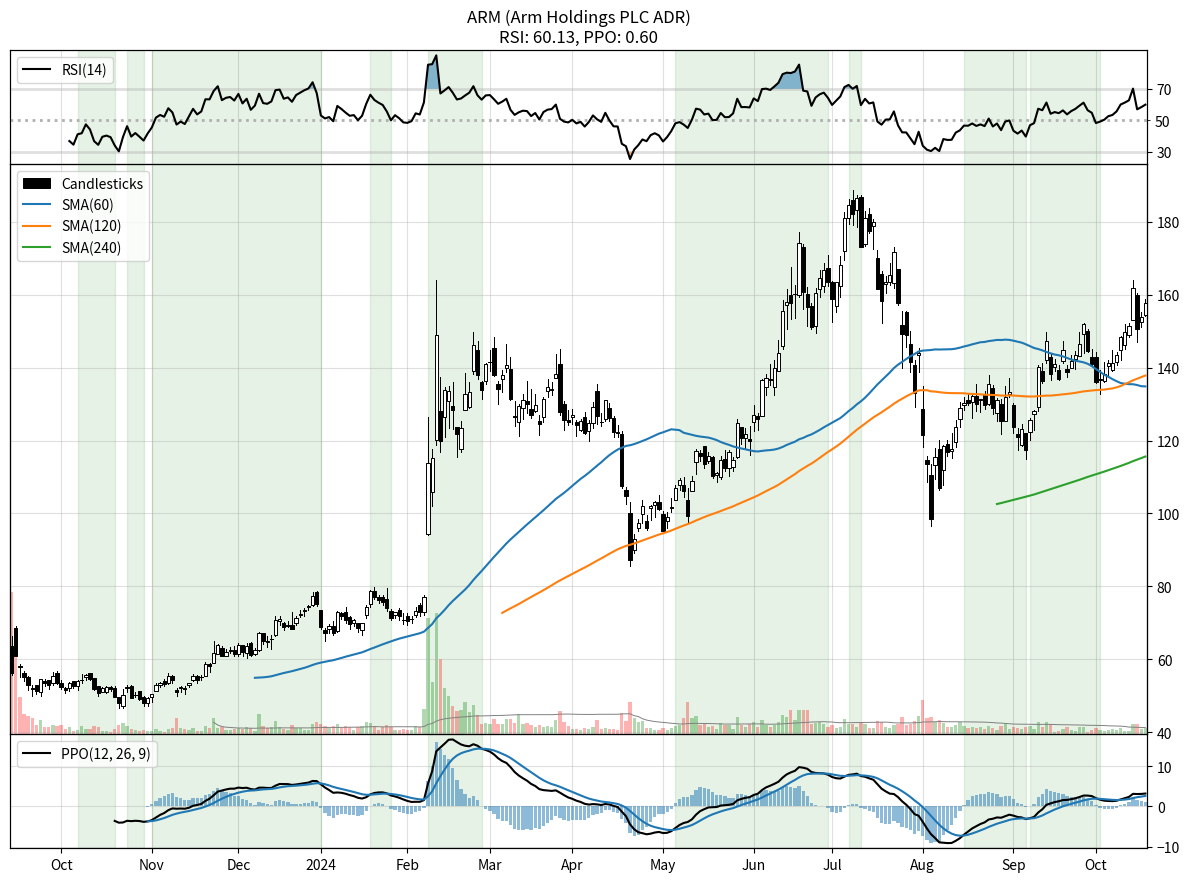 ARM (Arm Holdings PLC ADR)
RSI: 60.13, PPO: 0.60
RSI(14)
70
50
30
Candlesticks
SMA(60)
SMA(120)
SMA(240)
180
160
140
120
100
80
60
40
PPO(12, 26, 9)
10
0
−10
Oct Nov Dec 2024 Feb Mar Apr May Jun Jul Aug Sep Oct